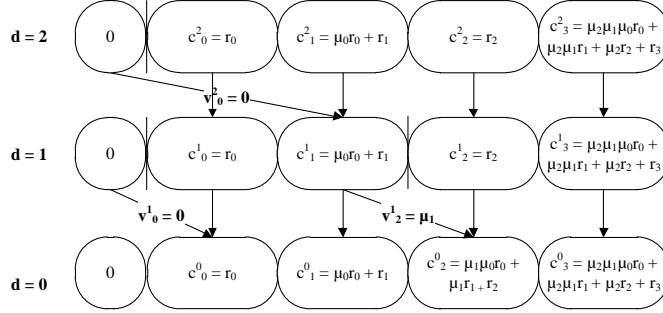 d = 2
0
c²₀ = r₀
c²₁ = μ₀r₀ + r₁
c²₂ = r₂
c²₃ = μ₂μ₁μ₀r₀ +
μ₂μ₁r₁ + μ₂r₂ + r₃
v²₀ = 0
d = 1
0
c¹₀ = r₀
c¹₁ = μ₀r₀ + r₁
c¹₂ = r₂
c¹₃ = μ₂μ₁μ₀r₀ +
μ₂μ₁r₁ + μ₂r₂ + r₃
v¹₀ = 0
v¹₂ = μ₁
d = 0
0
c⁰₀ = r₀
c⁰₁ = μ₀r₀ + r₁
c⁰₂ = μ₁μ₀r₀ +
μ₁r₁ ₊ r₂
c⁰₃ = μ₂μ₁μ₀r₀ +
μ₂μ₁r₁ + μ₂r₂ + r₃